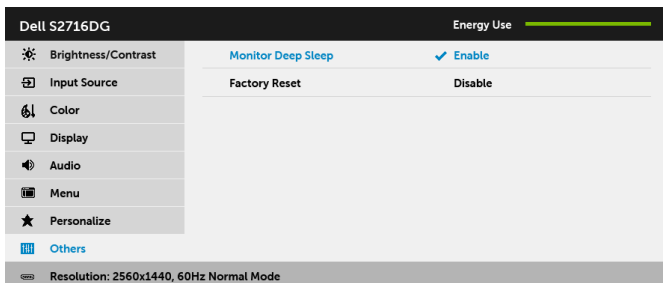 Dell S2716DG
Energy Use
Brightness/Contrast
Monitor Deep Sleep
Enable
Input Source
Factory Reset
Disable
Color
Display
Audio
Menu
Personalize
Others
Resolution: 2560x1440, 60Hz Normal Mode